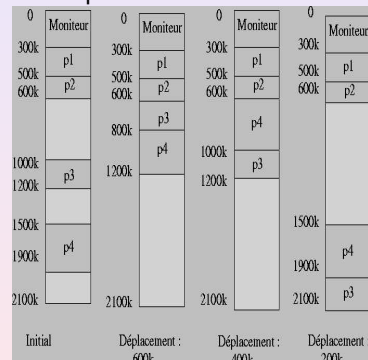 0
Moniteur
300k
p1
500k
p2
600k
1000k
p3
1200k
1500k
p4
1900k
2100k
Initial
0
Moniteur
300k
p1
500k
p2
600k
p3
800k
p4
1200k
2100k
Déplacement :
600k
0
Moniteur
300k
p1
500k
p2
600k
p4
1000k
p3
1200k
2100k
Déplacement :
400k
0
Moniteur
300k
p1
500k
p2
600k
1500k
p4
1900k
p3
2100k
Déplacement :
200k